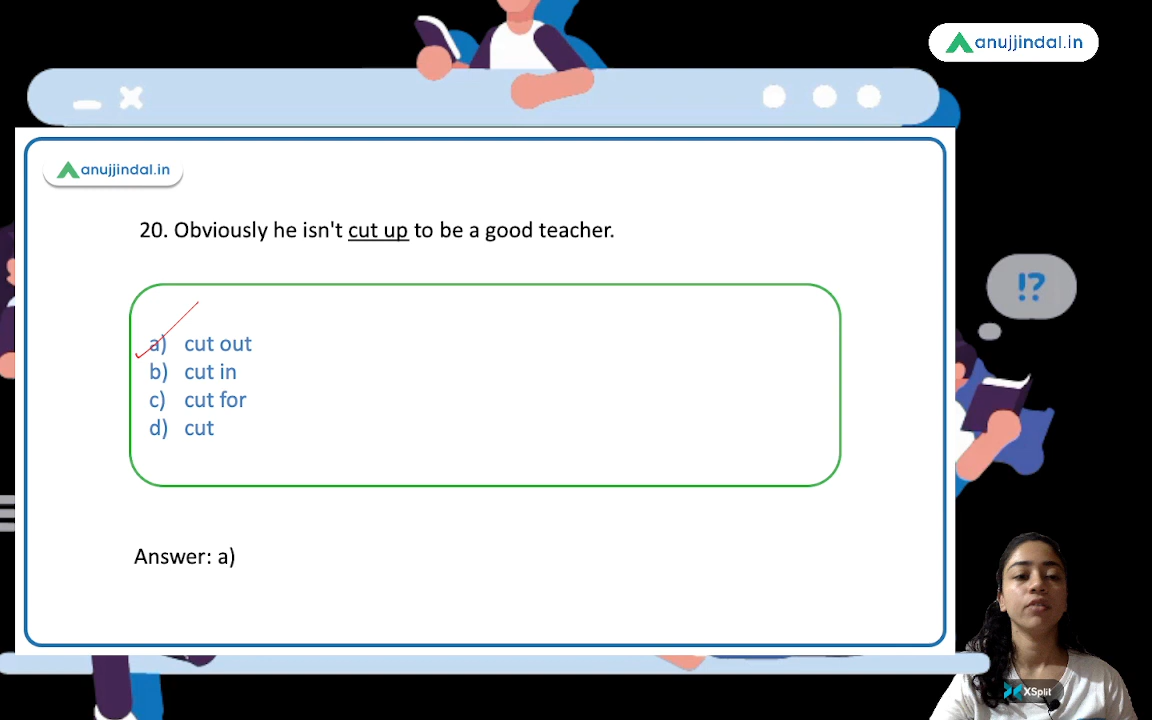 anujjindal.in
anujjindal.in
20. Obviously he isn't cut up to be a good teacher.
!?
a) cut out
b) cut in
c) cut for
d) cut
Answer: a)
XSplit